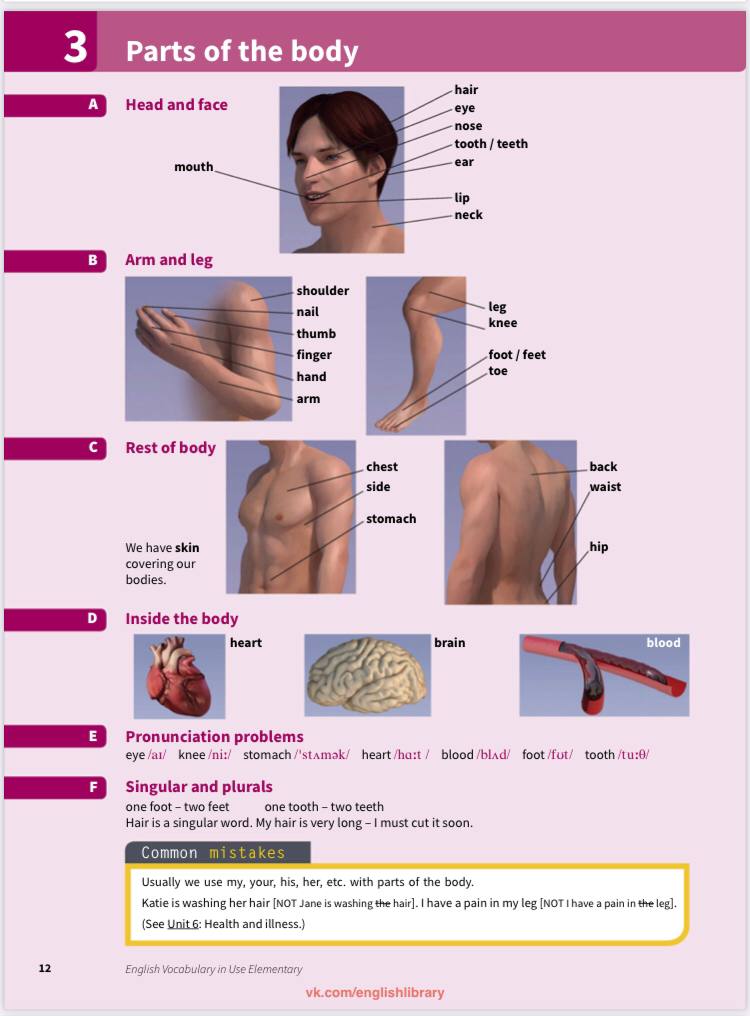 3 Parts of the body
A Head and face
hair
eye
nose
tooth / teeth
ear
mouth
lip
neck
B Arm and leg
shoulder
nail
thumb
finger
hand
arm
leg
knee
foot / feet
toe
C Rest of body
chest
side
stomach
back
waist
hip
We have skin
covering our
bodies.
D Inside the body
heart
brain
blood
E Pronunciation problems
eye /aɪ/ knee /niː/ stomach /ˈstʌmək/ heart /hɑːt / blood /blʌd/ foot /fʊt/ tooth /tuːθ/
F Singular and plurals
one foot – two feet one tooth – two teeth
Hair is a singular word. My hair is very long – I must cut it soon.
Common mistakes
Usually we use my, your, his, her, etc. with parts of the body.
Katie is washing her hair [NOT Jane is washing the hair]. I have a pain in my leg [NOT I have a pain in the leg].
(See Unit 6: Health and illness.)
12 English Vocabulary in Use Elementary
vk.com/englishlibrary